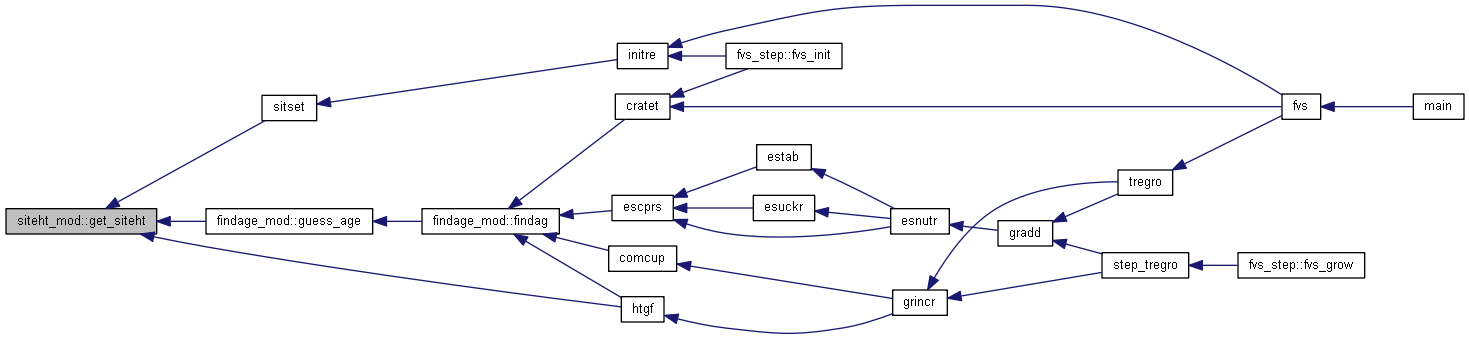 initre
fvs_step::fvs_init
sitset
cratet
fvs
main
estab
tregro
siteht_mod::get_siteht
findage_mod::guess_age
findage_mod::findag
escprs
esuckr
esnutr
gradd
comcup
step_tregro
fvs_step::fvs_grow
htgf
grincr